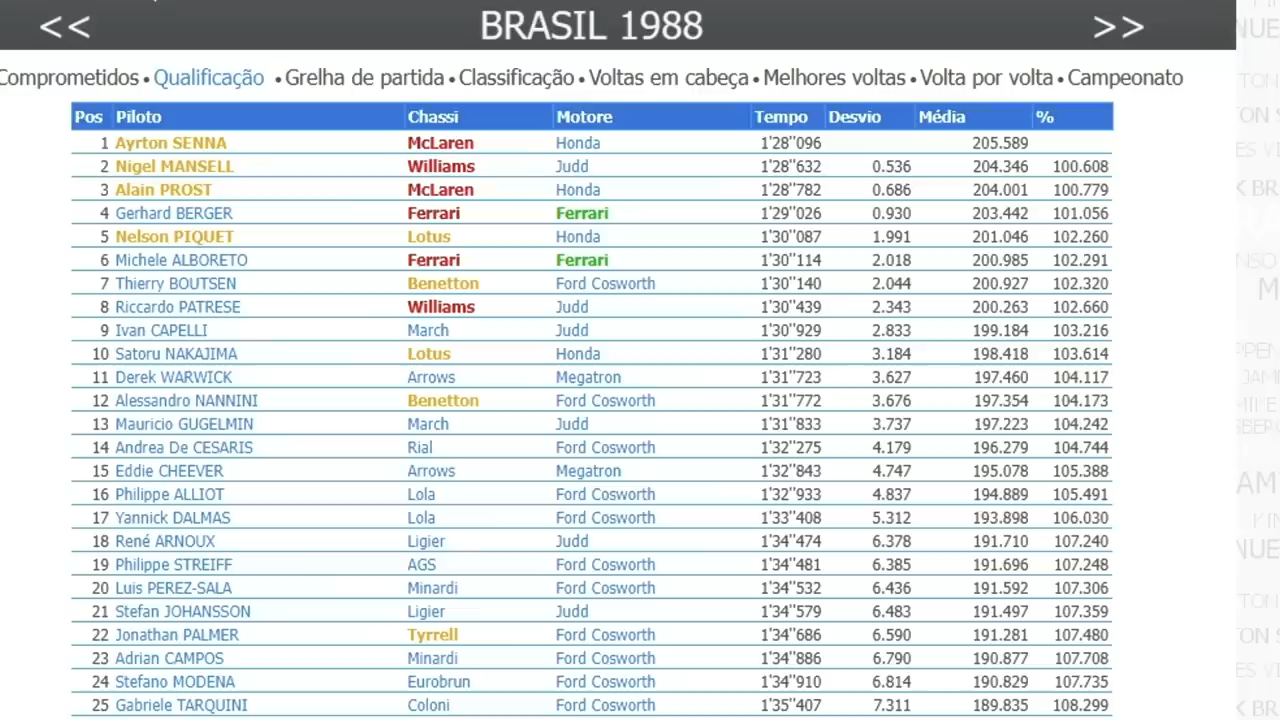 << BRASIL 1988 >>
Comprometidos • Qualificação • Grelha de partida • Classificação • Voltas em cabeça • Melhores voltas • Volta por volta • Campeonato
Pos Piloto Chassi Motore Tempo Desvio Média %
1 Ayrton SENNA McLaren Honda 1'28"096 205.589
2 Nigel MANSELL Williams Judd 1'28"632 0.536 204.346 100.608
3 Alain PROST McLaren Honda 1'28"782 0.686 204.001 100.779
4 Gerhard BERGER Ferrari Ferrari 1'29"026 0.930 203.442 101.056
5 Nelson PIQUET Lotus Honda 1'30"087 1.991 201.046 102.260
6 Michele ALBORETO Ferrari Ferrari 1'30"114 2.018 200.985 102.291
7 Thierry BOUTSEN Benetton Ford Cosworth 1'30"140 2.044 200.927 102.320
8 Riccardo PATRESE Williams Judd 1'30"439 2.343 200.263 102.660
9 Ivan CAPELLI March Judd 1'30"929 2.833 199.184 103.216
10 Satoru NAKAJIMA Lotus Honda 1'31"280 3.184 198.418 103.614
11 Derek WARWICK Arrows Megatron 1'31"723 3.627 197.460 104.117
12 Alessandro NANNINI Benetton Ford Cosworth 1'31"772 3.676 197.354 104.173
13 Mauricio GUGELMIN March Judd 1'31"833 3.737 197.223 104.242
14 Andrea De CESARIS Rial Ford Cosworth 1'32"275 4.179 196.279 104.744
15 Eddie CHEEVER Arrows Megatron 1'32"843 4.747 195.078 105.388
16 Philippe ALLIOT Lola Ford Cosworth 1'32"933 4.837 194.889 105.491
17 Yannick DALMAS Lola Ford Cosworth 1'33"408 5.312 193.898 106.030
18 René ARNOUX Ligier Judd 1'34"474 6.378 191.710 107.240
19 Philippe STREIFF AGS Ford Cosworth 1'34"481 6.385 191.696 107.248
20 Luis PEREZ-SALA Minardi Ford Cosworth 1'34"532 6.436 191.592 107.306
21 Stefan JOHANSSON Ligier Judd 1'34"579 6.483 191.497 107.359
22 Jonathan PALMER Tyrrell Ford Cosworth 1'34"686 6.590 191.281 107.480
23 Adrian CAMPOS Minardi Ford Cosworth 1'34"886 6.790 190.877 107.708
24 Stefano MODENA Eurobrun Ford Cosworth 1'34"910 6.814 190.829 107.735
25 Gabriele TARQUINI Coloni Ford Cosworth 1'35"407 7.311 189.835 108.299